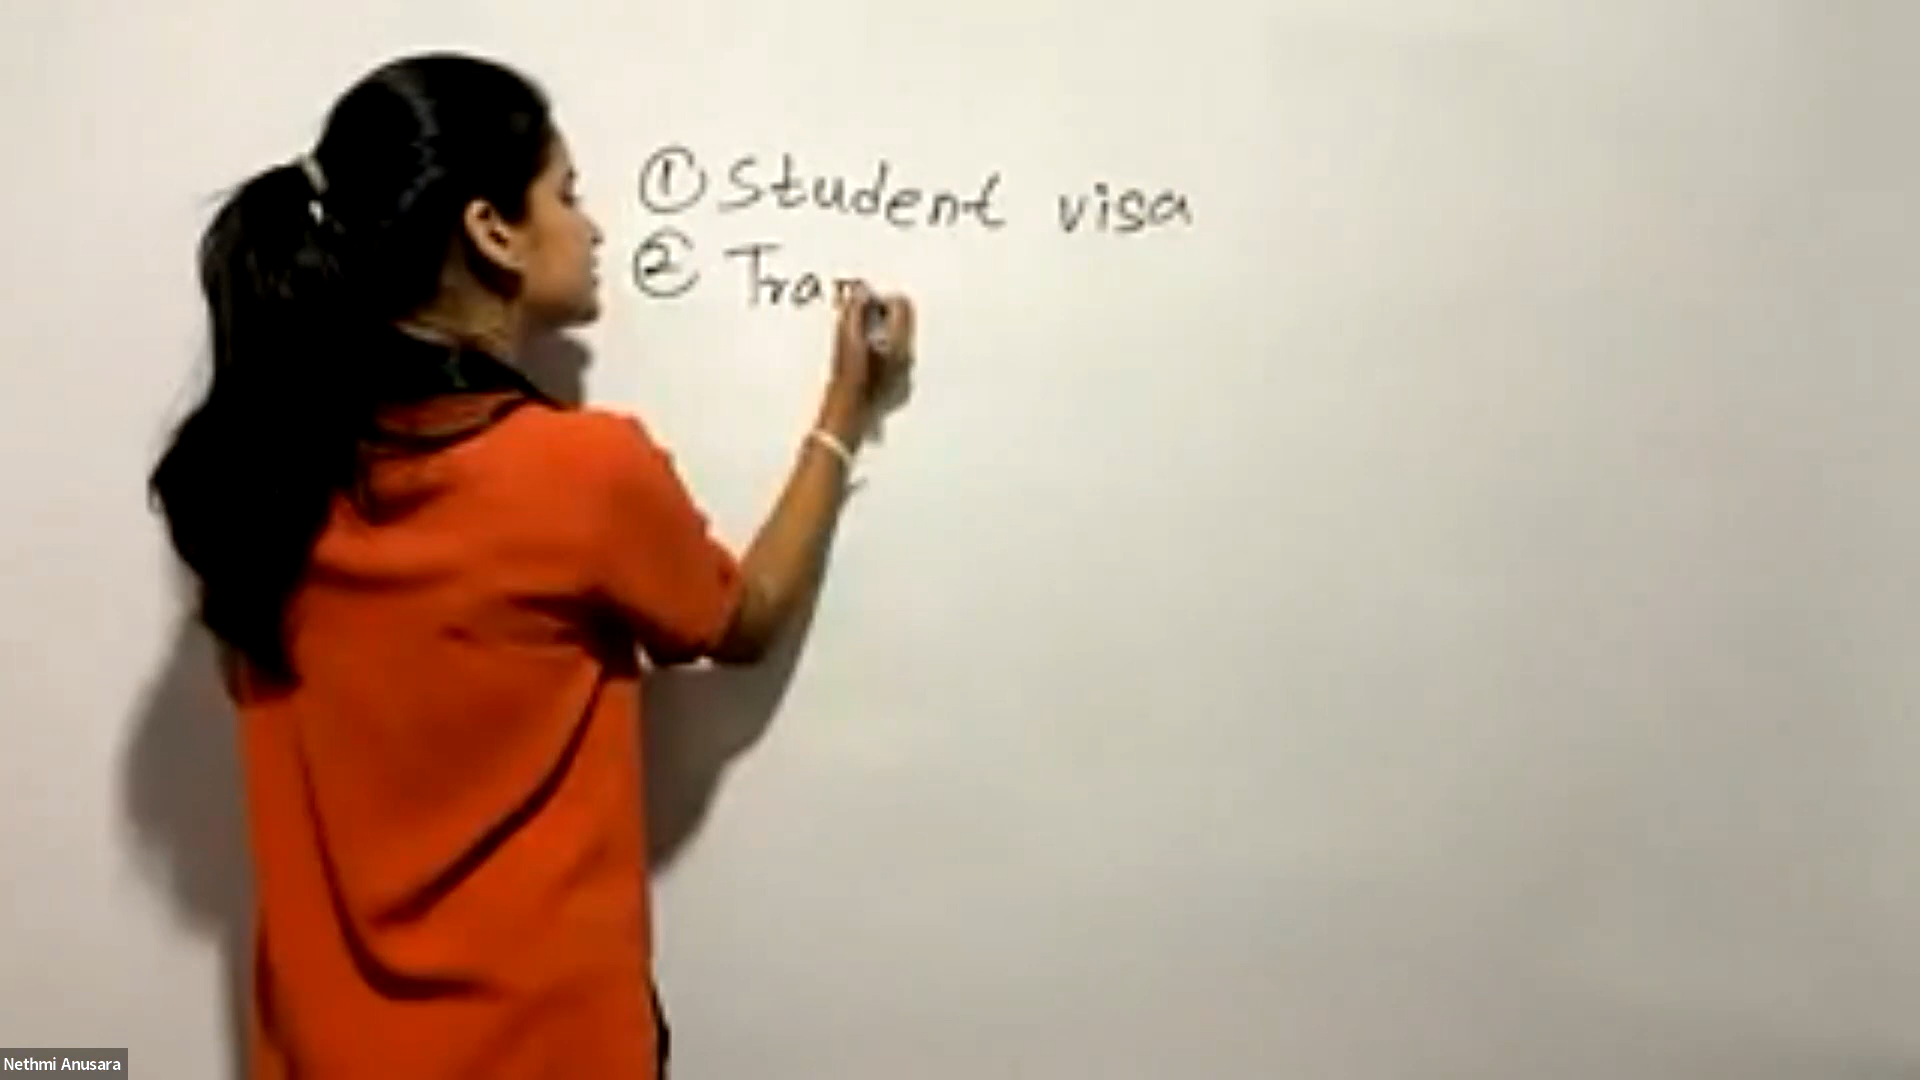 ① Student visa
② Tran
Nethmi Anusara